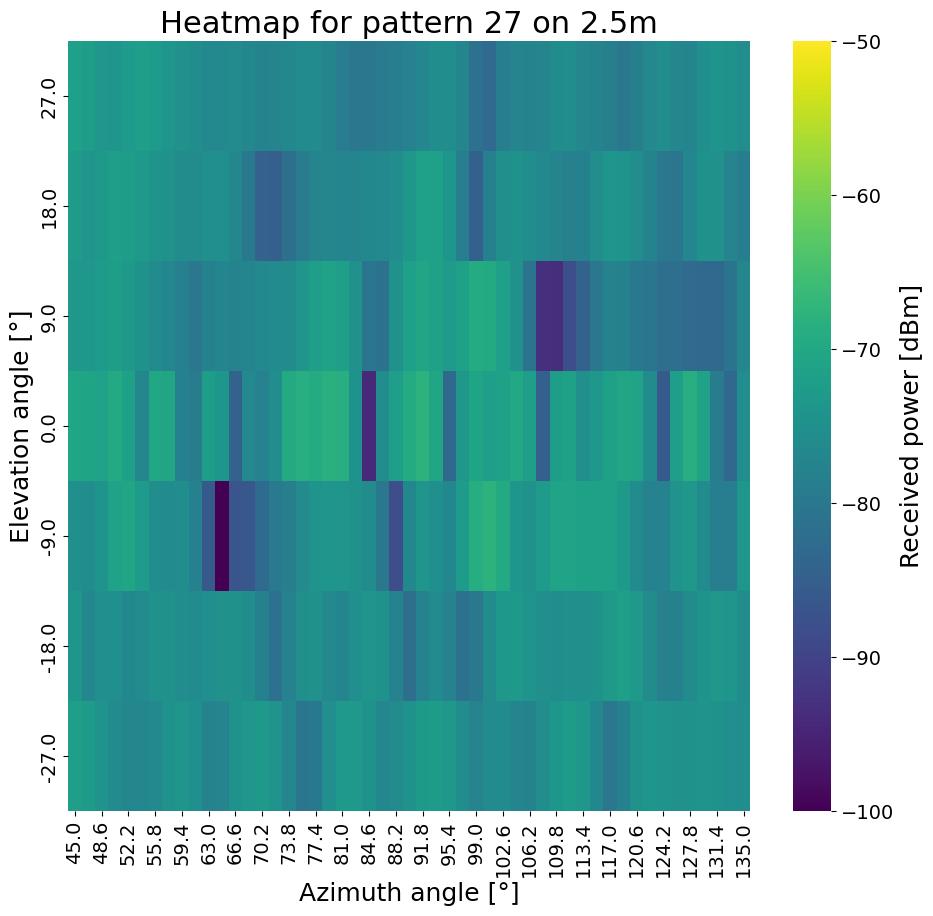 Heatmap for pattern 27 on 2.5m
Elevation angle [°]
27.0
18.0
9.0
0.0
-9.0
-18.0
-27.0
45.0 48.6 52.2 55.8 59.4 63.0 66.6 70.2 73.8 77.4 81.0 84.6 88.2 91.8 95.4 99.0 102.6 106.2 109.8 113.4 117.0 120.6 124.2 127.8 131.4 135.0
Azimuth angle [°]
−50
−60
−70
−80
−90
−100
Received power [dBm]